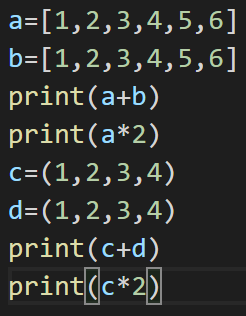 a=[1,2,3,4,5,6]
b=[1,2,3,4,5,6]
print(a+b)
print(a*2)
c=(1,2,3,4)
d=(1,2,3,4)
print(c+d)
print(c*2)